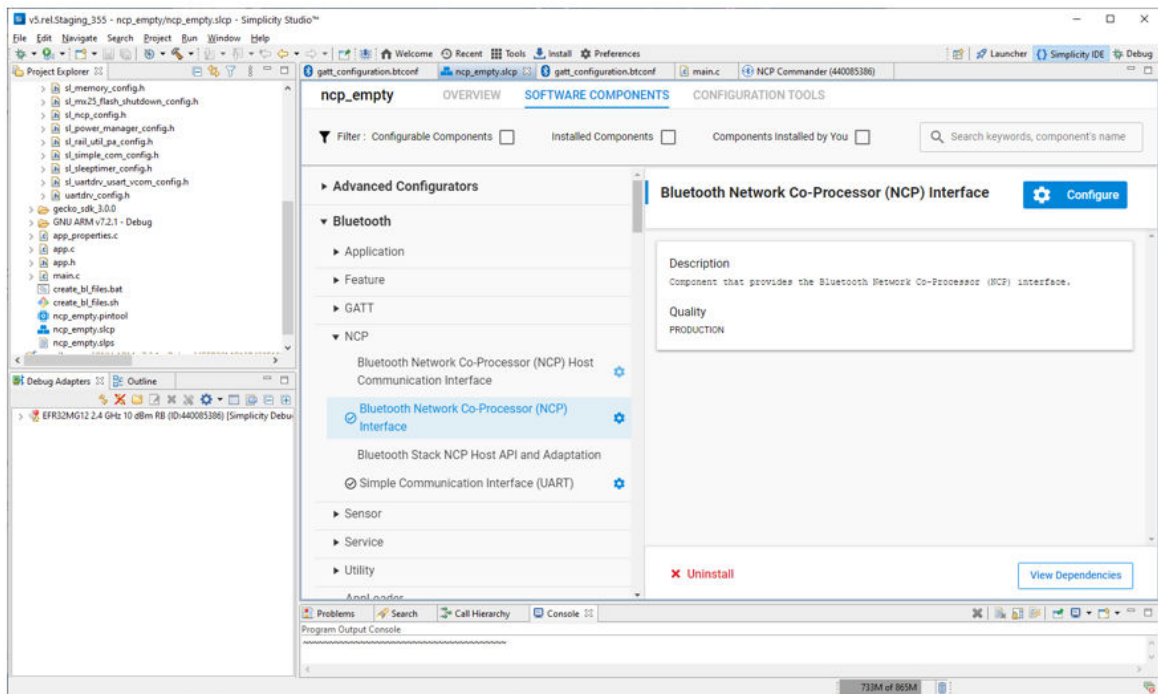 v5.rel.Staging_355 - ncp_empty/ncp_empty.slcp - Simplicity Studio™
File Edit Navigate Search Project Run Window Help
Welcome Recent Tools Install Preferences
Launcher {} Simplicity IDE Debug
Project Explorer
gatt_configuration.btconf ncp_empty.slcp gatt_configuration.btconf main.c NCP Commander (440085386)
sl_memory_config.h
sl_mx25_flash_shutdown_config.h
sl_ncp_config.h
sl_power_manager_config.h
sl_rail_util_pa_config.h
sl_simple_com_config.h
sl_sleeptimer_config.h
sl_uartdrv_usart_vcom_config.h
uartdrv_config.h
gecko_sdk_3.0.0
GNU ARM v7.2.1 - Debug
app_properties.c
app.c
app.h
main.c
create_bl_files.bat
create_bl_files.sh
ncp_empty.pintool
ncp_empty.slcp
ncp_empty.slps
Debug Adapters Outline
EFR32MG12 2.4 GHz 10 dBm RB (ID:440085386) [Simplicity Debu
ncp_empty OVERVIEW SOFTWARE COMPONENTS CONFIGURATION TOOLS
Filter : Configurable Components Installed Components Components Installed by You Search keywords, component's name
Advanced Configurators
Bluetooth
Application
Feature
GATT
NCP
Bluetooth Network Co-Processor (NCP) Host
Communication Interface
Bluetooth Network Co-Processor (NCP)
Interface
Bluetooth Stack NCP Host API and Adaptation
Simple Communication Interface (UART)
Sensor
Service
Utility
AppLoader
Bluetooth Network Co-Processor (NCP) Interface Configure
Description
Component that provides the Bluetooth Network Co-Processor (NCP) interface.
Quality
PRODUCTION
Uninstall View Dependencies
Problems Search Call Hierarchy Console
Program Output Console
733M of 865M